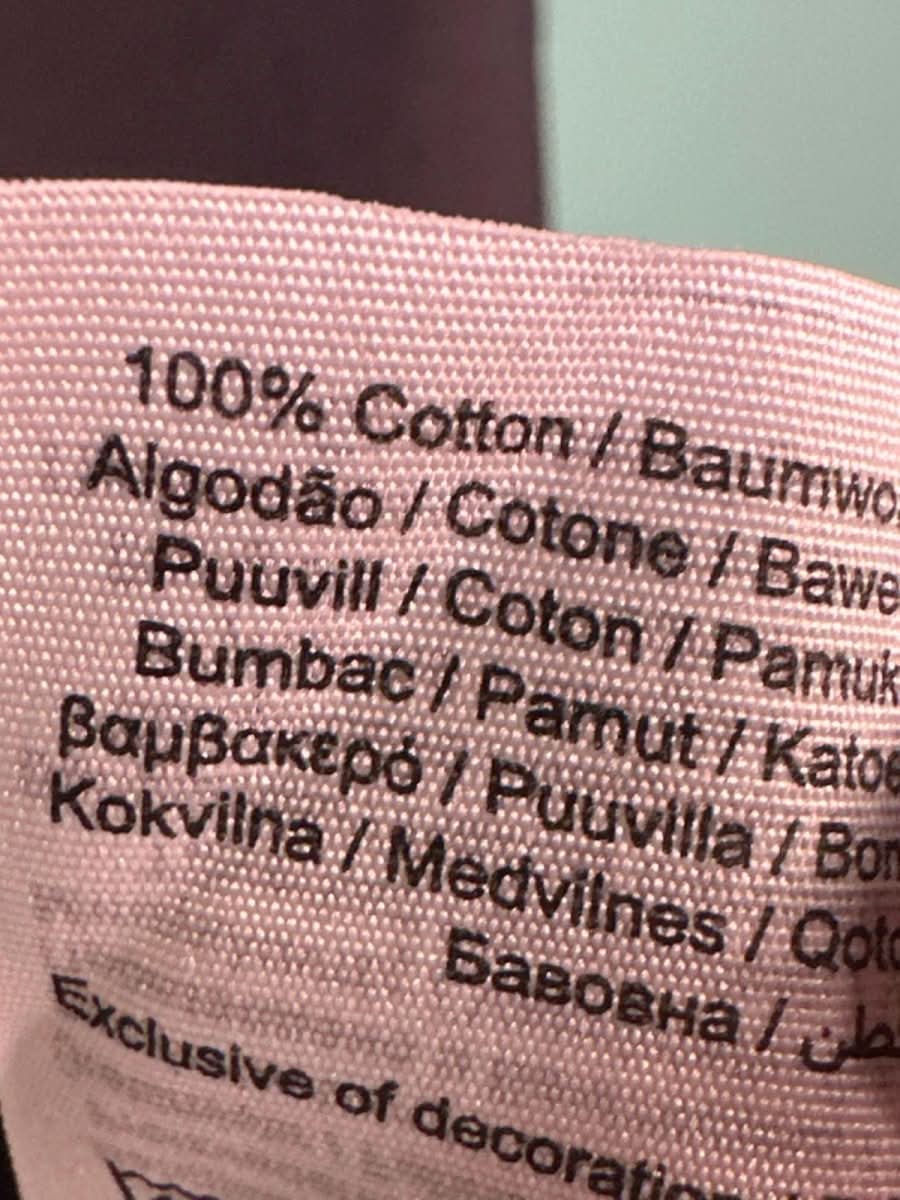 100% Cotton / Baumwo
Algodão / Cotone / Bawe
Puuvill / Coton / Pamuk
Bumbac / Pamut / Katoe
βαμβακερό / Puuvilla / Bom
Kokvilna / Medvilnes / Qoto
Бавовна / قطن
Exclusive of decoratio